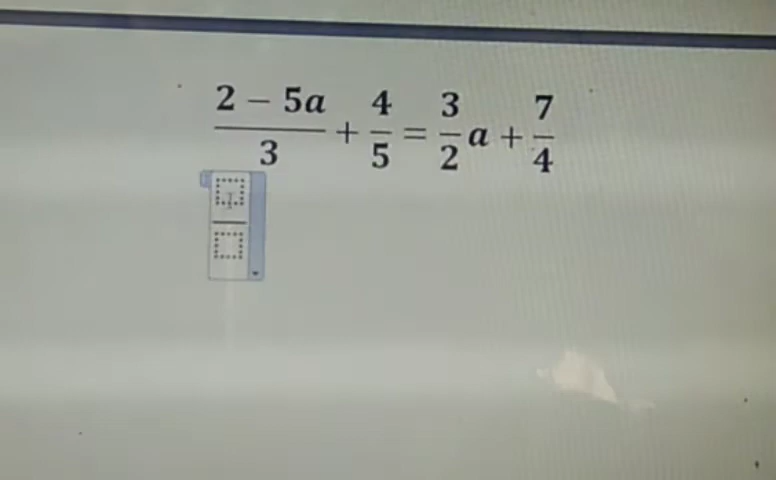 (2 − 5a)/3 + 4/5 = 3/2 a + 7/4